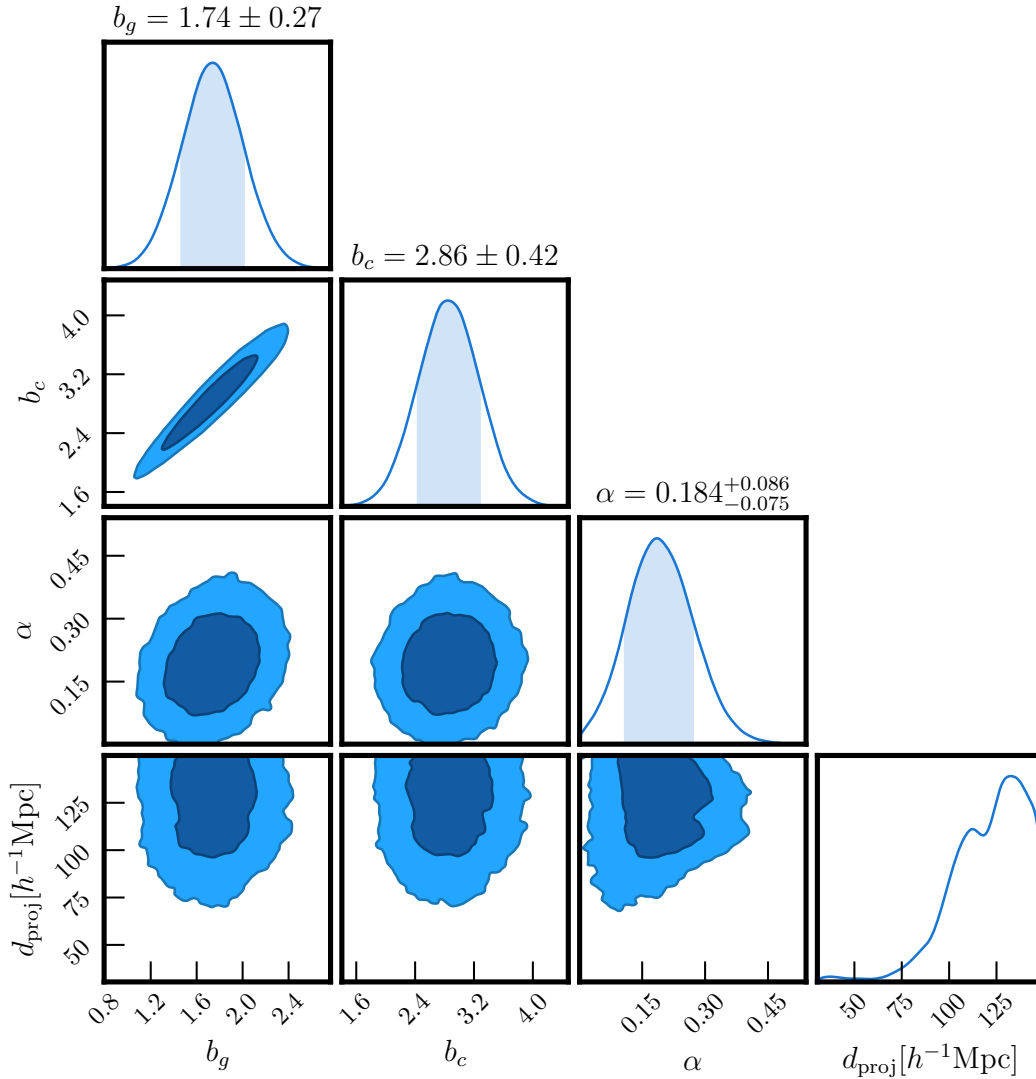 b_g = 1.74 ± 0.27
b_c = 2.86 ± 0.42
α = 0.184^{+0.086}_{-0.075}
b_c
4.0
3.2
2.4
1.6
α
0.45
0.30
0.15
d_proj[h^{-1}Mpc]
125
100
75
50
0.8 1.2 1.6 2.0 2.4
1.6 2.4 3.2 4.0
0.15 0.30 0.45
50 75 100 125
b_g
b_c
α
d_proj[h^{-1}Mpc]